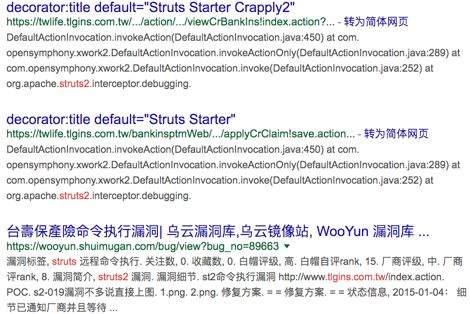 decorator:title default="Struts Starter Crapply2"
https://twlife.tlgins.com.tw/.../action/.../viewCrBankIns!index.action?... - 转为简体网页
DefaultActionInvocation.invokeAction(DefaultActionInvocation.java:450) at com.
opensymphony.xwork2.DefaultActionInvocation.invokeActionOnly(DefaultActionInvocation.java:289) at
com.opensymphony.xwork2.DefaultActionInvocation.invoke(DefaultActionInvocation.java:252) at
org.apache.struts2.interceptor.debugging.
decorator:title default="Struts Starter"
https://twlife.tlgins.com.tw/bankinsptmWeb/.../applyCrClaim!save.action... - 转为简体网页
DefaultActionInvocation.invokeAction(DefaultActionInvocation.java:450) at com.
opensymphony.xwork2.DefaultActionInvocation.invokeActionOnly(DefaultActionInvocation.java:289) at
com.opensymphony.xwork2.DefaultActionInvocation.invoke(DefaultActionInvocation.java:252) at
org.apache.struts2.interceptor.debugging.
台壽保產險命令执行漏洞| 乌云漏洞库,乌云镜像站, WooYun 漏洞库 ...
https://wooyun.shuimugan.com/bug/view?bug_no=89663
漏洞标签, struts 远程命令执行. 关注数, 0. 收藏数, 0. 白帽评级, 高. 白帽自评rank, 15. 厂商评级, 中. 厂商
评rank, 8. 漏洞简介, struts2 漏洞. 漏洞细节. st2命令执行漏洞 http://www.tlgins.com.tw/index.action.
POC. s2-019漏洞不多说直接上图. 1.png. 2.png. 修复方案. = = 修复方案. = = 状态信息, 2015-01-04： 细
节已通知厂商并且等待 ...